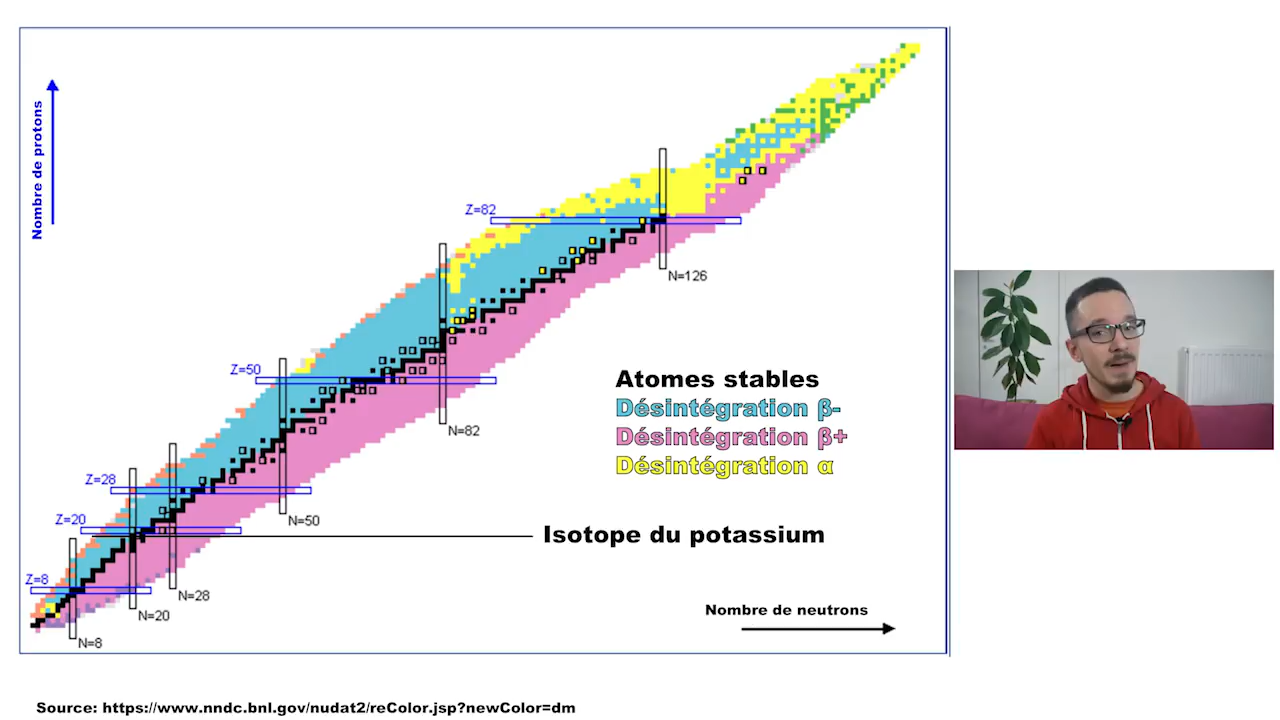 Nombre de protons
Z=82
N=126
Z=50
Atomes stables
Désintégration β-
Désintégration β+
Désintégration α
N=82
Z=28
Z=20
N=50
Isotope du potassium
Z=8
N=28
N=20
Nombre de neutrons
N=8
Source: https://www.nndc.bnl.gov/nudat2/reColor.jsp?newColor=dm